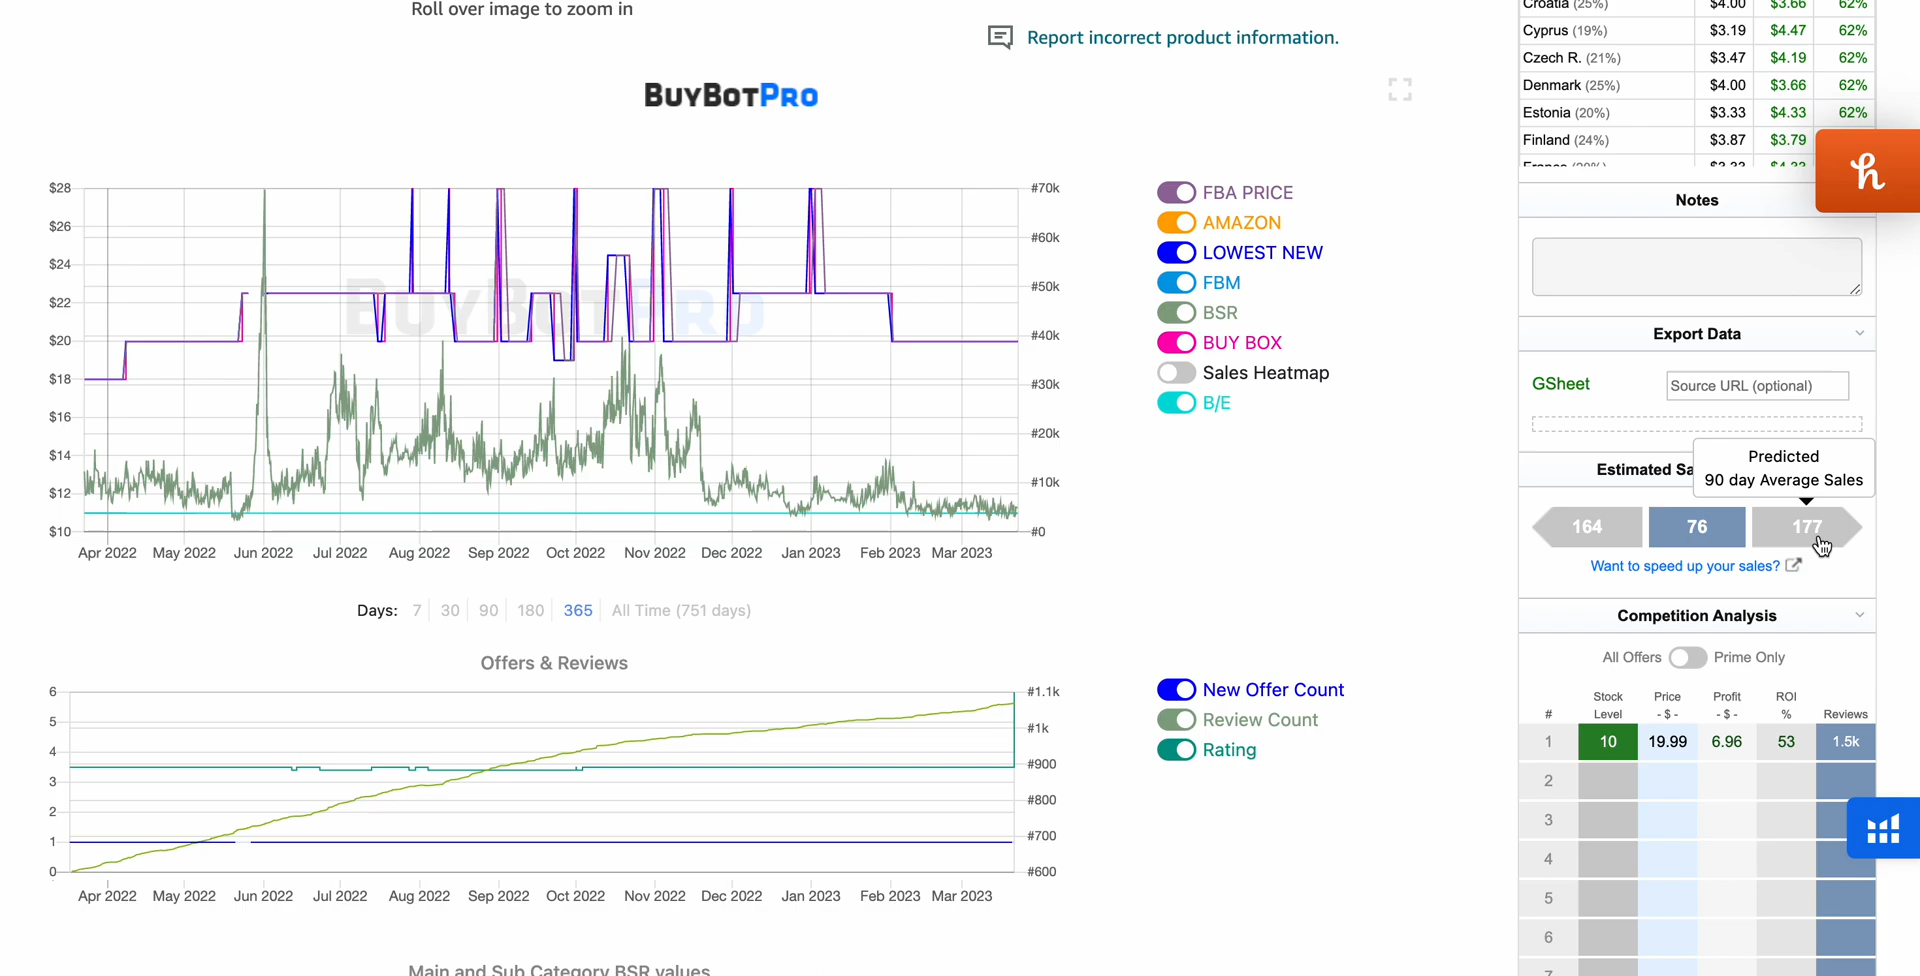 Roll over image to zoom in
Report incorrect product information.
BUYBOTPRO
$28
$26
$24
$22
$20
$18
$16
$14
$12
$10
#70k
#60k
#50k
#40k
#30k
#20k
#10k
#0
BUYBOTPRO
Apr 2022 May 2022 Jun 2022 Jul 2022 Aug 2022 Sep 2022 Oct 2022 Nov 2022 Dec 2022 Jan 2023 Feb 2023 Mar 2023
FBA PRICE
AMAZON
LOWEST NEW
FBM
BSR
BUY BOX
Sales Heatmap
B/E
Days: 7 30 90 180 365 All Time (751 days)
Offers & Reviews
6
5
4
3
2
1
0
#1.1k
#1k
#900
#800
#700
#600
Apr 2022 May 2022 Jun 2022 Jul 2022 Aug 2022 Sep 2022 Oct 2022 Nov 2022 Dec 2022 Jan 2023 Feb 2023 Mar 2023
New Offer Count
Review Count
Rating
Main and Sub Category BSR values
Croatia (25%) $4.00 $3.66 62%
Cyprus (19%) $3.19 $4.47 62%
Czech R. (21%) $3.47 $4.19 62%
Denmark (25%) $4.00 $3.66 62%
Estonia (20%) $3.33 $4.33 62%
Finland (24%) $3.87 $3.79
France (20%) $3.33 $4.33
h
Notes
Export Data
GSheet Source URL (optional)
Predicted
90 day Average Sales
Estimated Sa
164 76 177
Want to speed up your sales?
Competition Analysis
All Offers Prime Only
# Stock Level Price - $ - Profit - $ - ROI % Reviews
1 10 19.99 6.96 53 1.5k
2
3
4
5
6
7